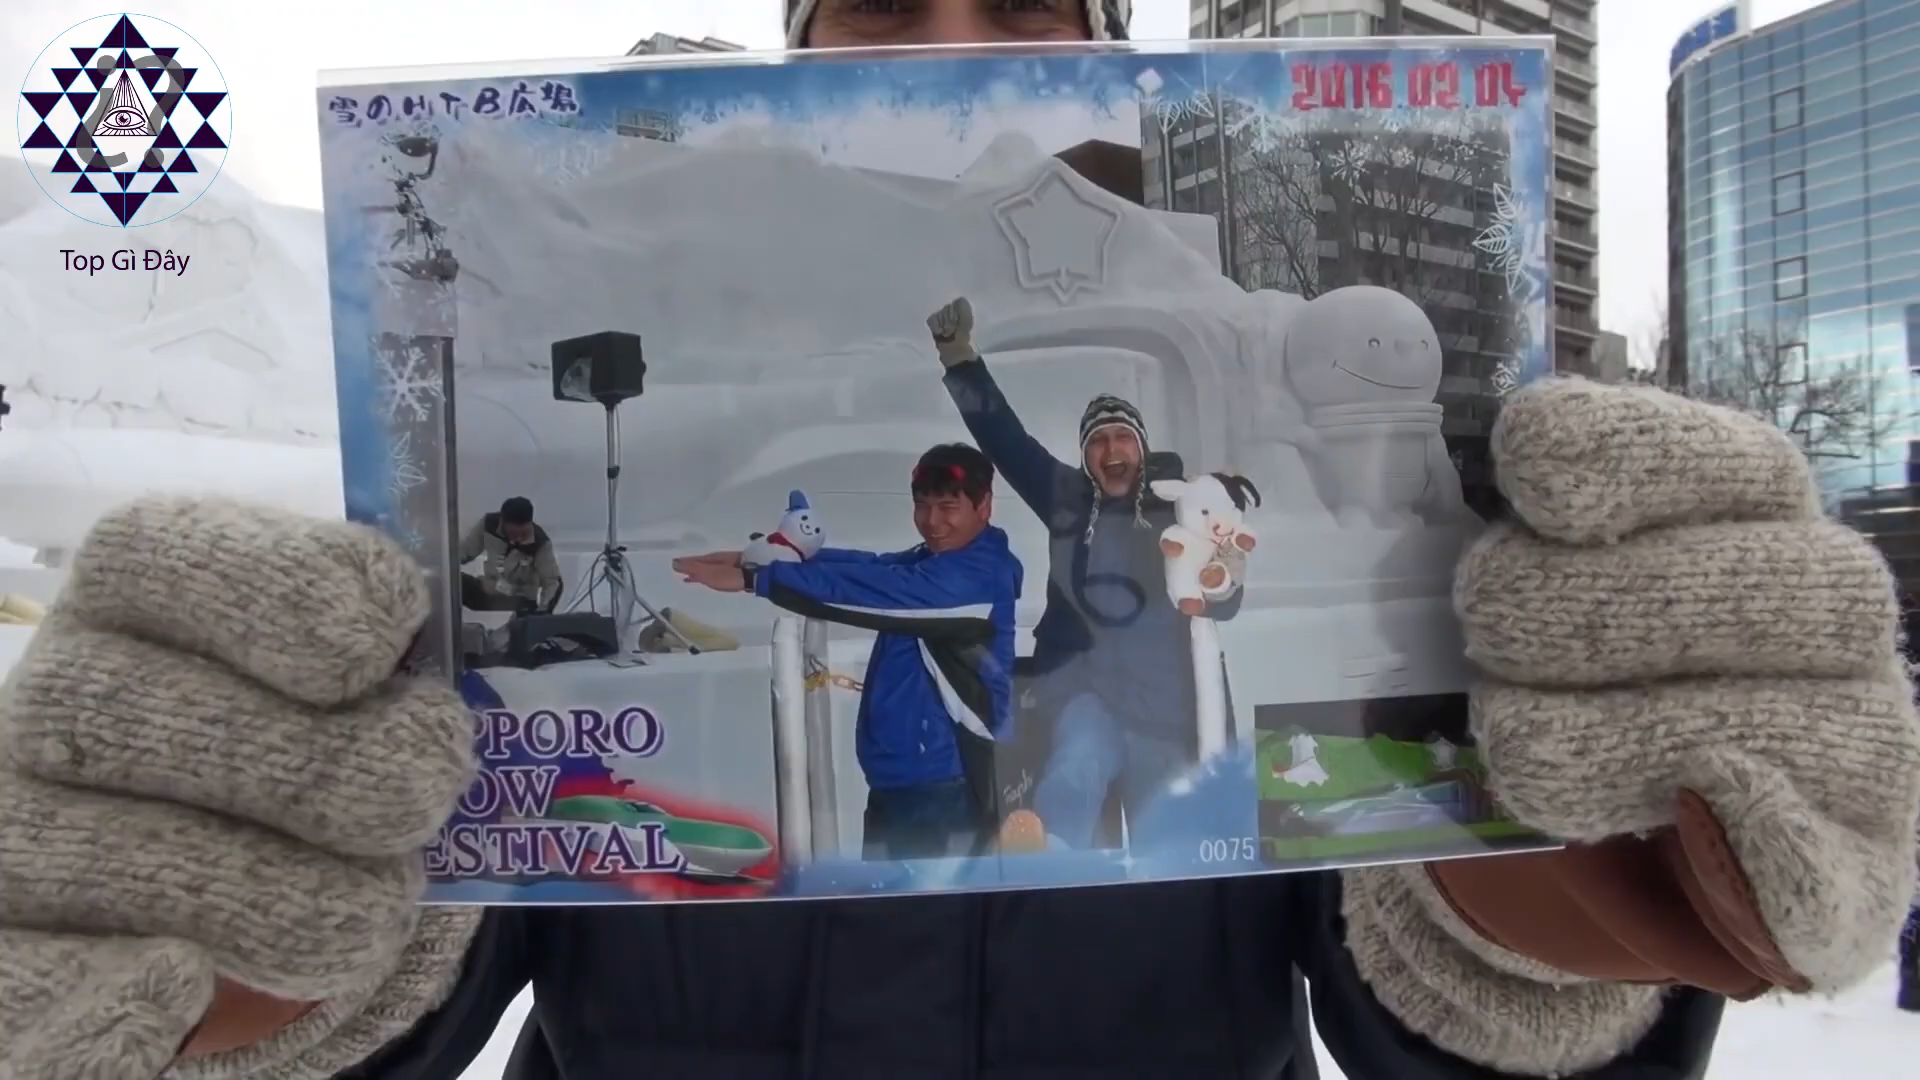 Top Gì Đây
雪のHTB広場
2016.02.04
PPORO
OW
ESTIVAL
.0075